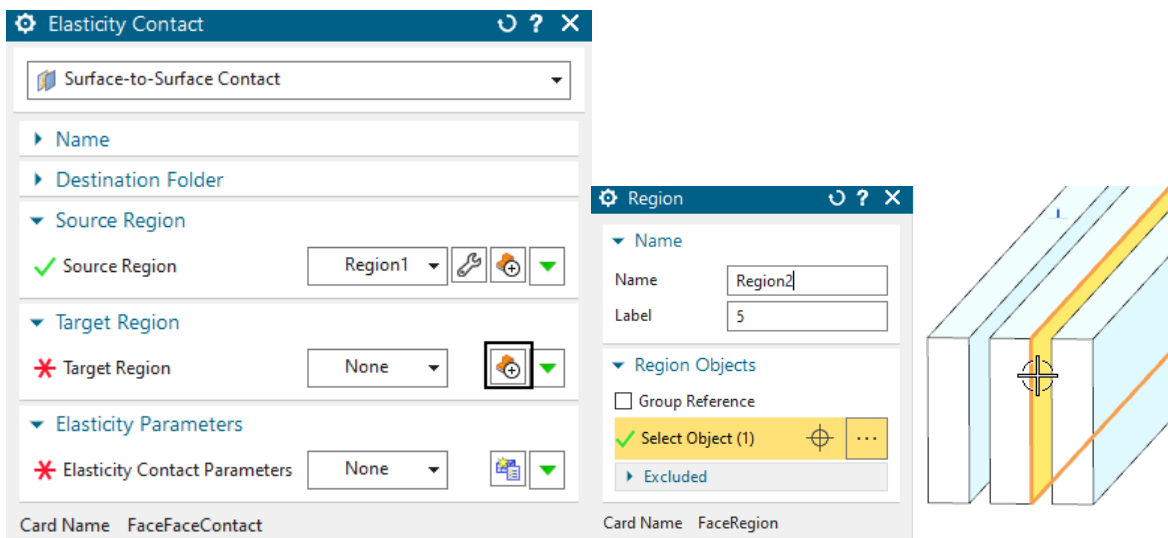 Elasticity Contact
Surface-to-Surface Contact
Name
Destination Folder
Source Region
Source Region Region1
Target Region
Target Region None
Elasticity Parameters
Elasticity Contact Parameters None
Card Name FaceFaceContact
Region
Name
Name Region2
Label 5
Region Objects
Group Reference
Select Object (1)
Excluded
Card Name FaceRegion